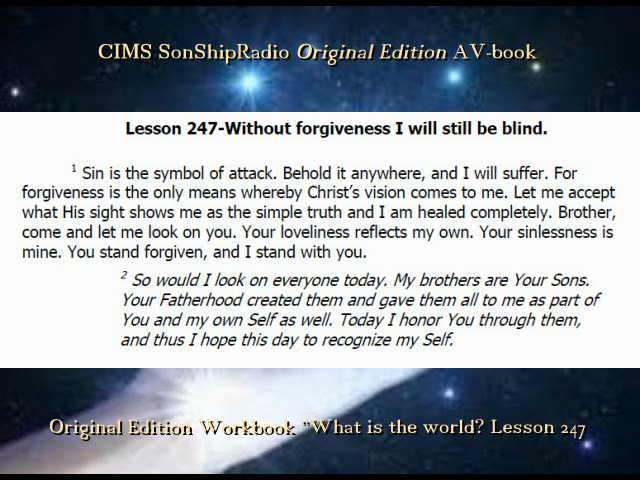 CIMS SonShipRadio Original Edition AV-book
Lesson 247-Without forgiveness I will still be blind.
1 Sin is the symbol of attack. Behold it anywhere, and I will suffer. For
forgiveness is the only means whereby Christ's vision comes to me. Let me accept
what His sight shows me as the simple truth and I am healed completely. Brother,
come and let me look on you. Your loveliness reflects my own. Your sinlessness is
mine. You stand forgiven, and I stand with you.
2 So would I look on everyone today. My brothers are Your Sons.
Your Fatherhood created them and gave them all to me as part of
You and my own Self as well. Today I honor You through them,
and thus I hope this day to recognize my Self.
Original Edition Workbook "What is the world? Lesson 247